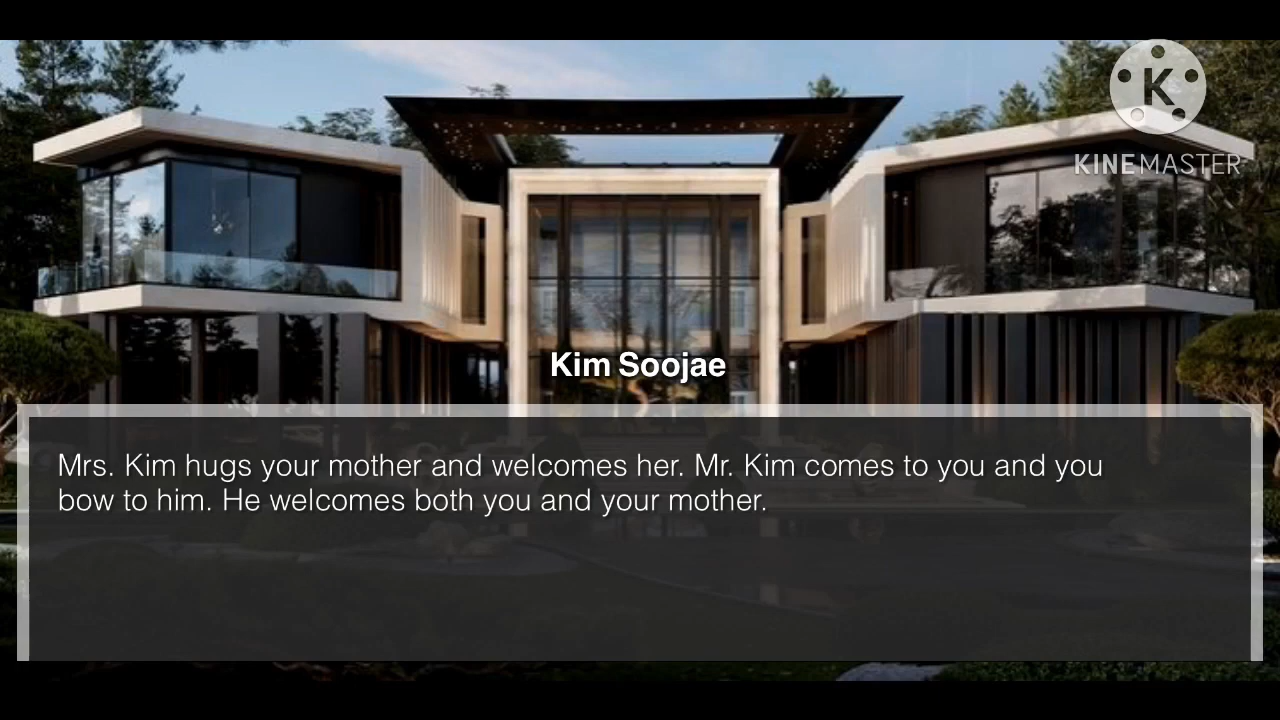 K
KINEMASTER
Kim Soojae
Mrs. Kim hugs your mother and welcomes her. Mr. Kim comes to you and you
bow to him. He welcomes both you and your mother.